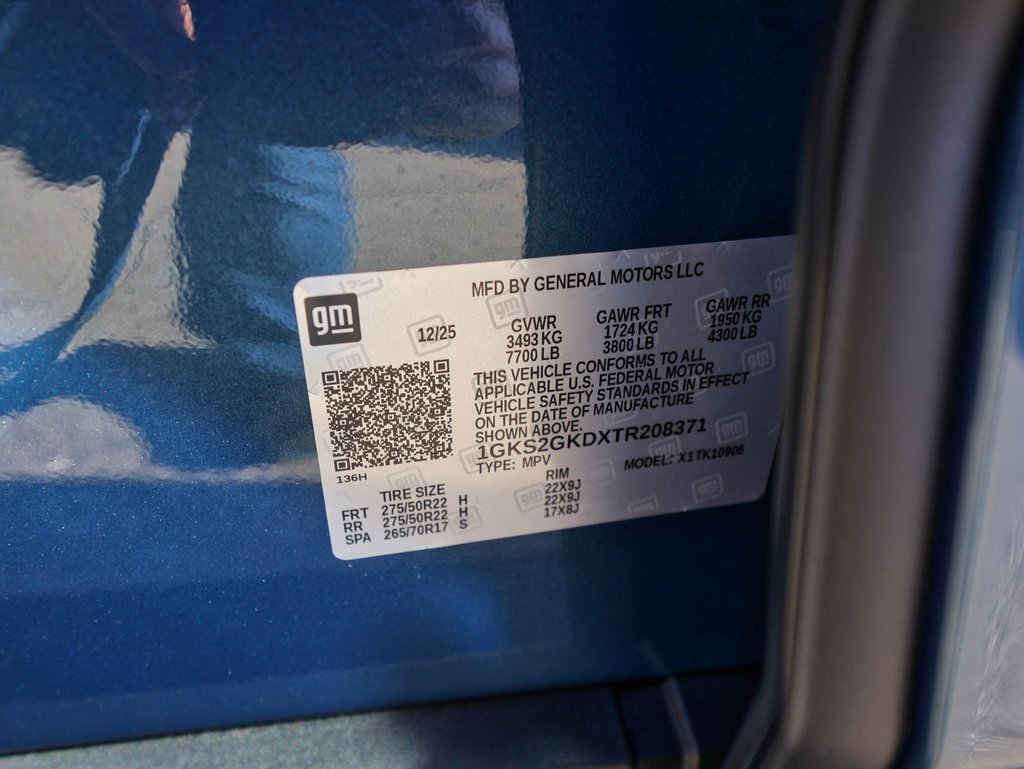 MFD BY GENERAL MOTORS LLC
gm
12/25
GVWR GAWR FRT GAWR RR
3493 KG 1724 KG 1950 KG
7700 LB 3800 LB 4300 LB
THIS VEHICLE CONFORMS TO ALL
APPLICABLE U.S. FEDERAL MOTOR
VEHICLE SAFETY STANDARDS IN EFFECT
ON THE DATE OF MANUFACTURE
SHOWN ABOVE.
1GKS2GKDXTR208371
TYPE: MPV MODEL: X1TK10906
136H
TIRE SIZE RIM
FRT 275/50R22 H 22X9J
RR 275/50R22 H 22X9J
SPA 265/70R17 S 17X8J